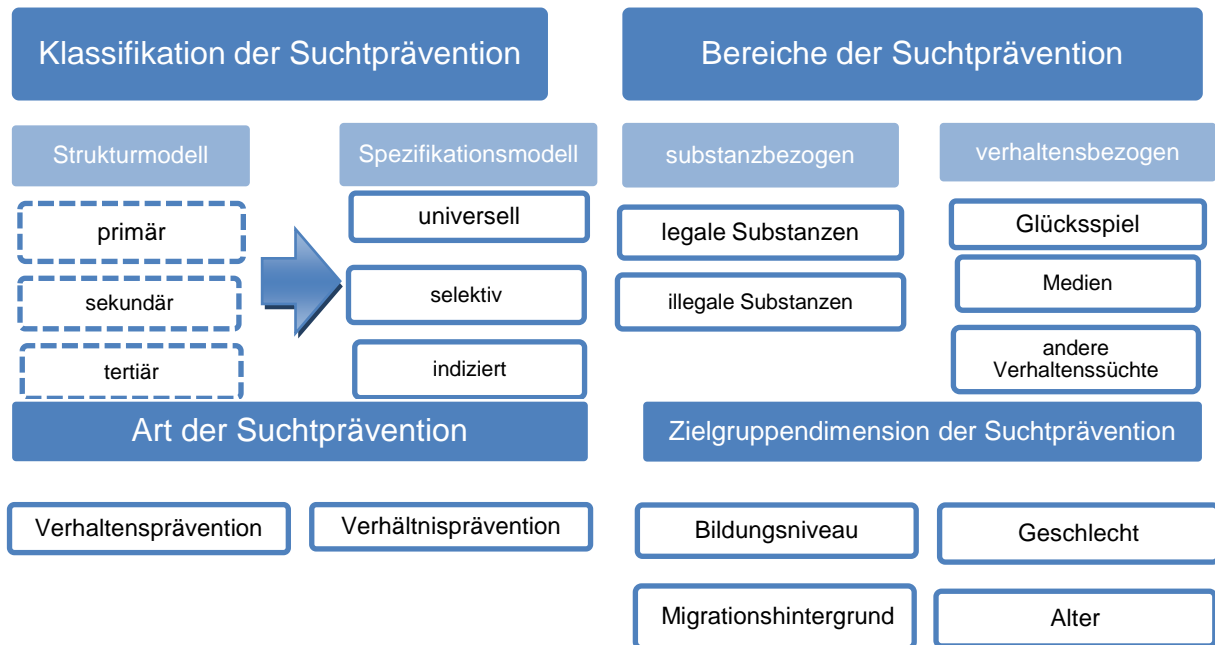 Klassifikation der Suchtprävention
Bereiche der Suchtprävention
Strukturmodell
Spezifikationsmodell
substanzbezogen
verhaltensbezogen
primär
sekundär
tertiär
universell
selektiv
indiziert
legale Substanzen
illegale Substanzen
Glücksspiel
Medien
andere
Verhaltenssüchte
Art der Suchtprävention
Zielgruppendimension der Suchtprävention
Verhaltensprävention
Verhältnisprävention
Bildungsniveau
Geschlecht
Migrationshintergrund
Alter